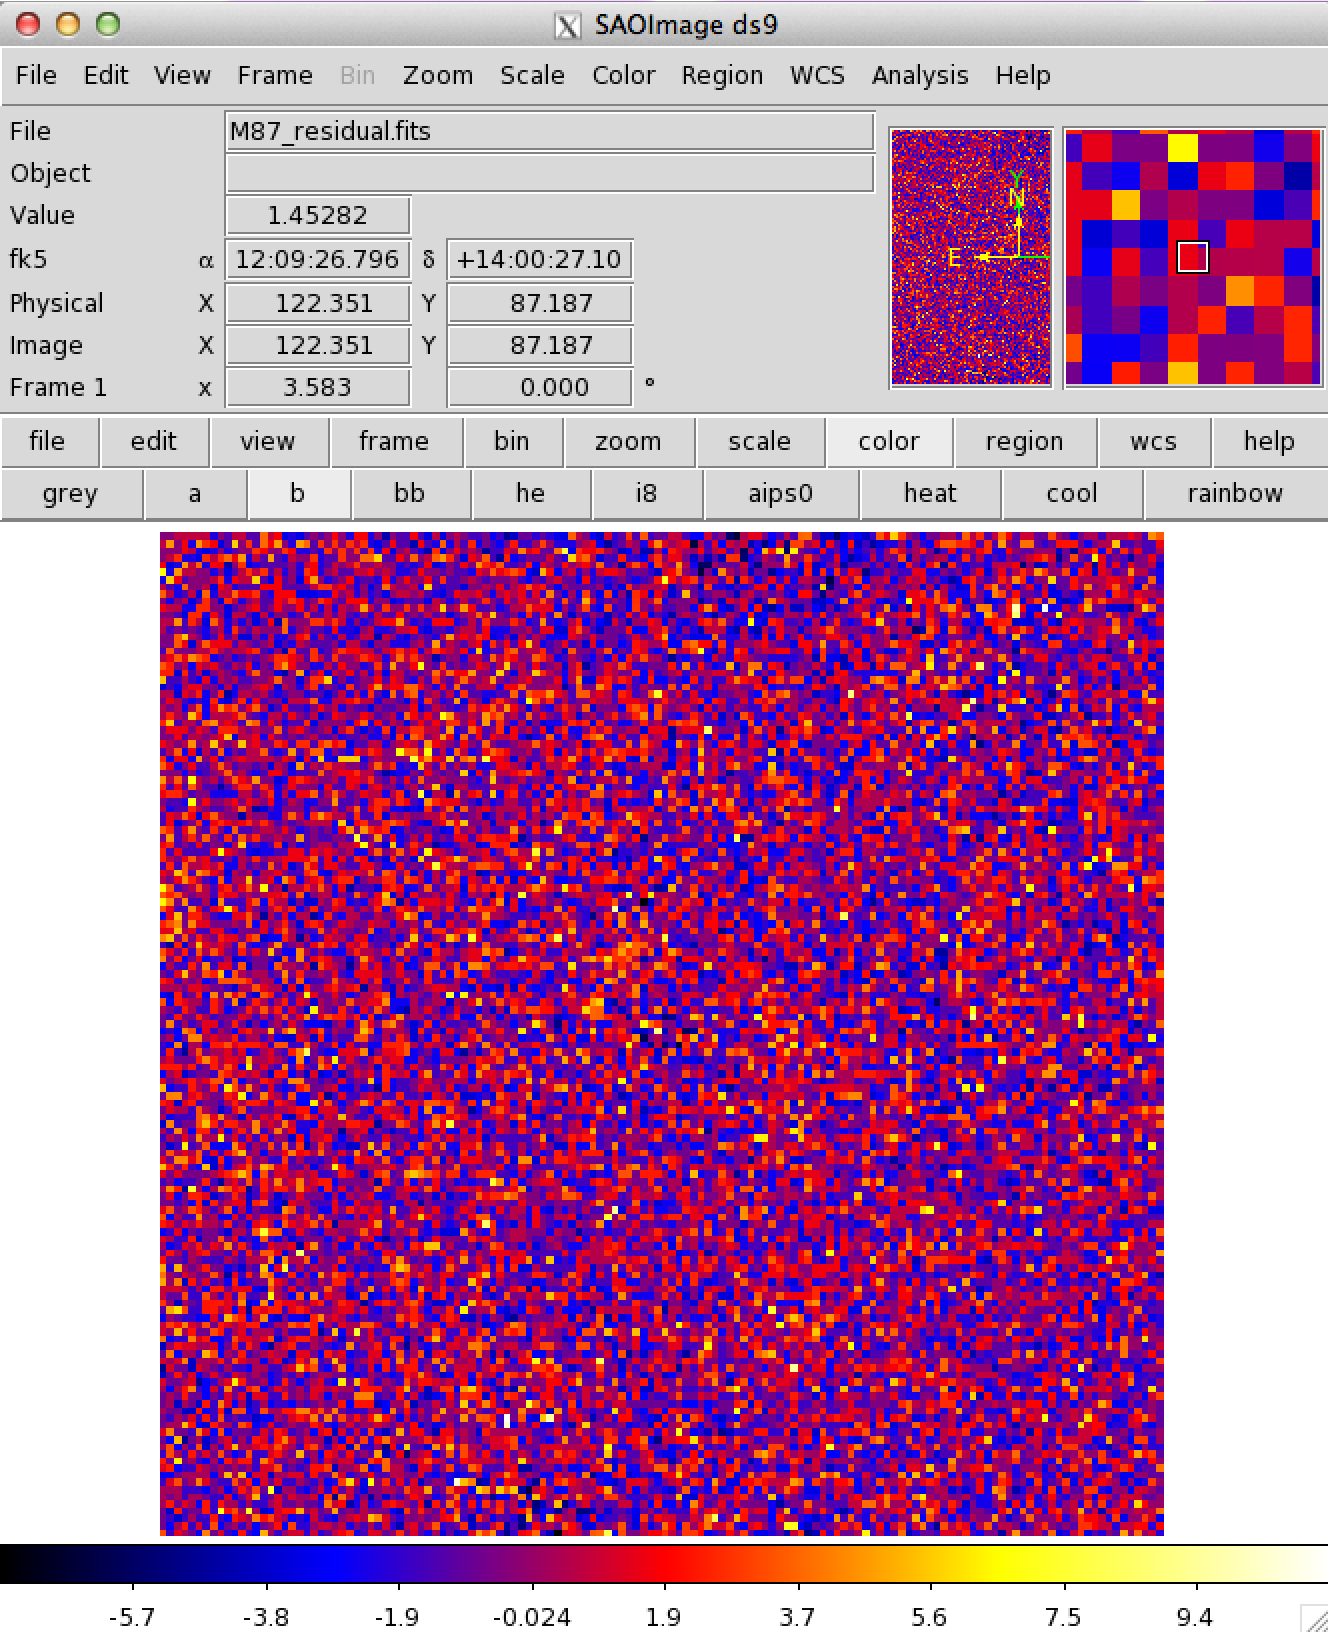 SAOImage ds9
File Edit View Frame Bin Zoom Scale Color Region WCS Analysis Help
File M87_residual.fits
Object
Value 1.45282
fk5 α 12:09:26.796 δ +14:00:27.10
Physical X 122.351 Y 87.187
Image X 122.351 Y 87.187
Frame 1 x 3.583 0.000 °
Y
N
E
file edit view frame bin zoom scale color region wcs help
grey a b bb he i8 aips0 heat cool rainbow
-5.7 -3.8 -1.9 -0.024 1.9 3.7 5.6 7.5 9.4